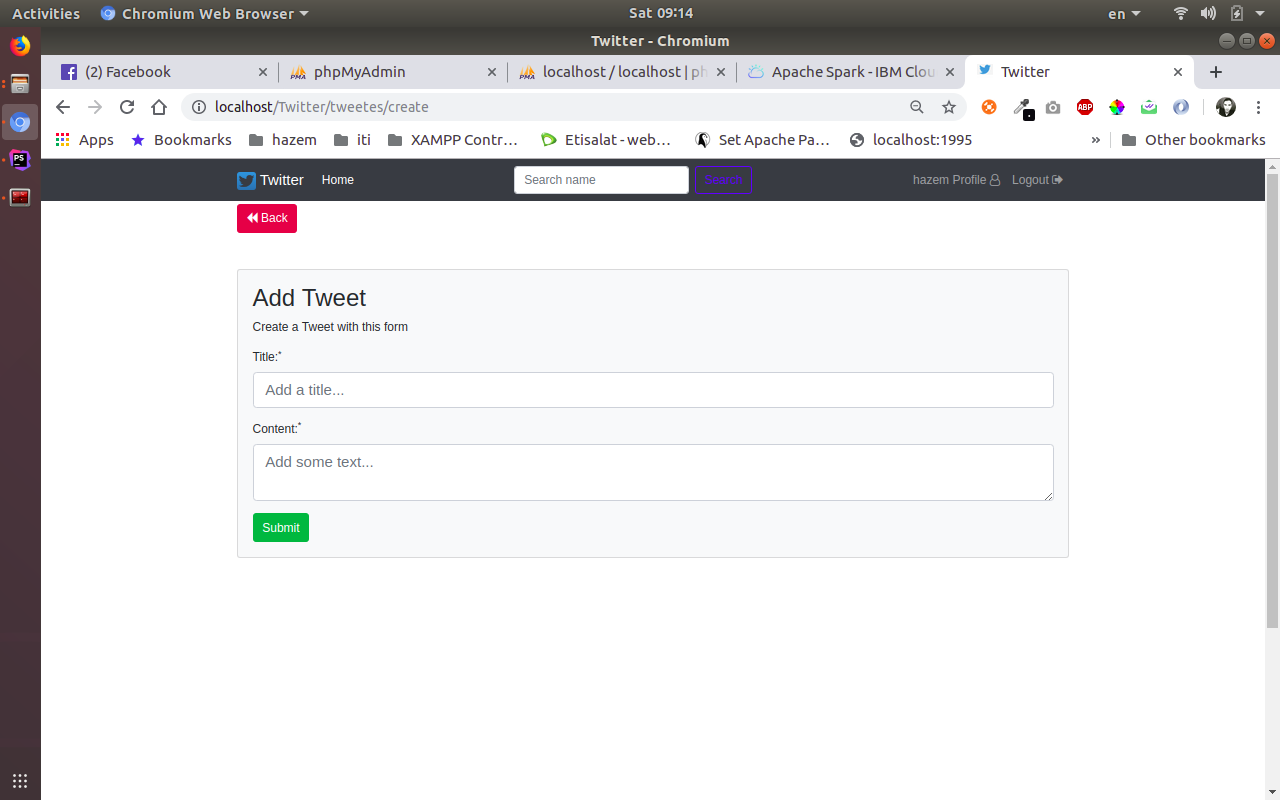 Activities Chromium Web Browser Sat 09:14 en
Twitter - Chromium
(2) Facebook phpMyAdmin localhost / localhost | ph Apache Spark - IBM Clou Twitter
localhost/Twitter/tweetes/create ABP
Apps Bookmarks hazem iti XAMPP Contr… Etisalat - web… Set Apache Pa… localhost:1995 » Other bookmarks
Twitter Home Search name Search hazem Profile Logout
Back
Add Tweet
Create a Tweet with this form
Title:*
Add a title...
Content:*
Add some text...
Submit